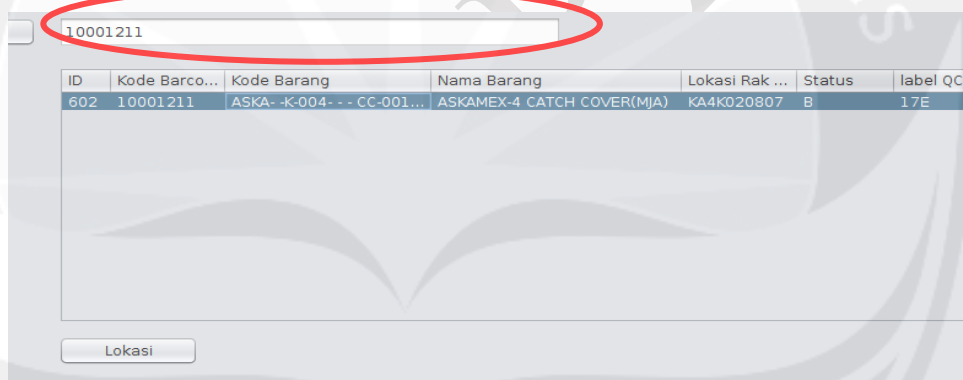 10001211
ID Kode Barco... Kode Barang Nama Barang Lokasi Rak ... Status label QC
602 10001211 ASKA- -K-004- - - CC-001... ASKAMEX-4 CATCH COVER(MJA) KA4K020807 B 17E
Lokasi